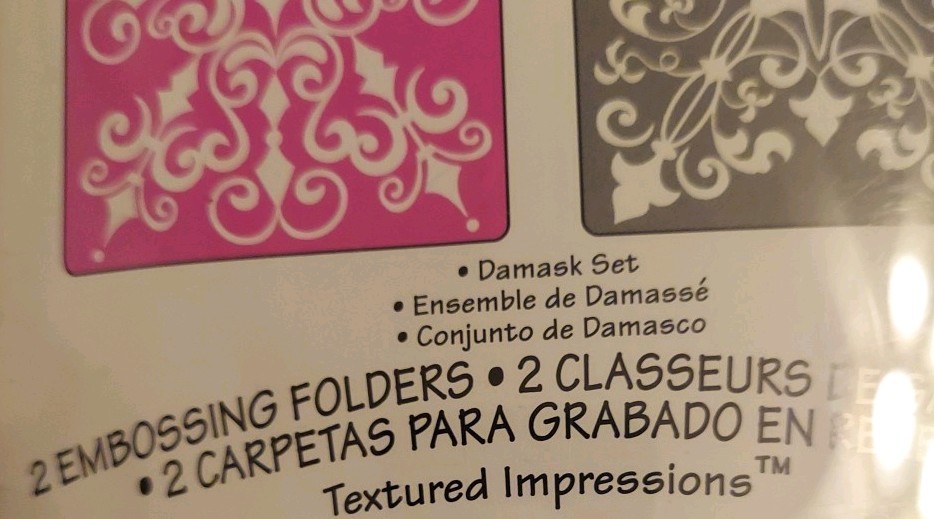 • Damask Set
• Ensemble de Damassé
• Conjunto de Damasco
2 EMBOSSING FOLDERS • 2 CLASSEURS
• 2 CARPETAS PARA GRABADO EN
Textured Impressions™